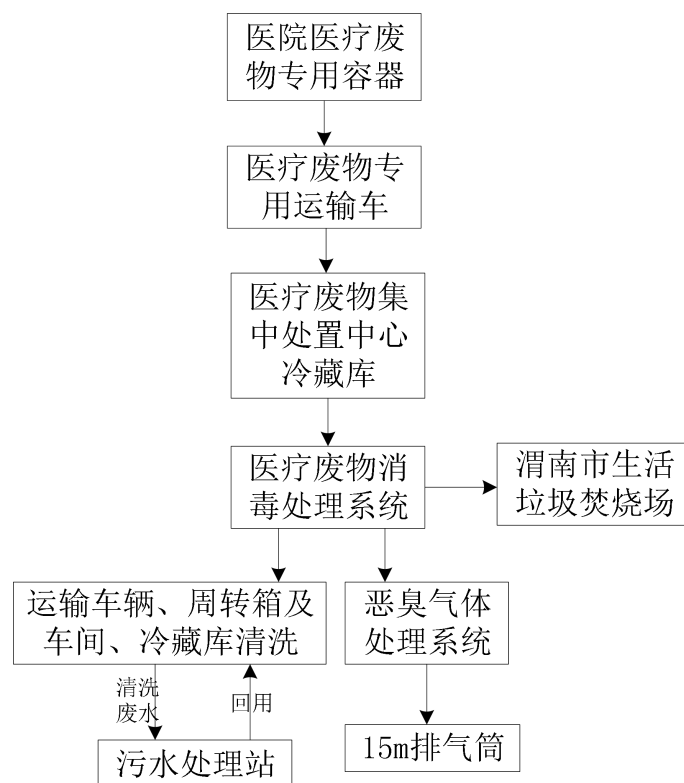 医院医疗废
物专用容器
医疗废物专
用运输车
医疗废物集
中处置中心
冷藏库
医疗废物消
毒处理系统
渭南市生活
垃圾焚烧场
运输车辆、周转箱及
车间、冷藏库清洗
恶臭气体
处理系统
清洗
废水
回用
污水处理站
15m排气筒